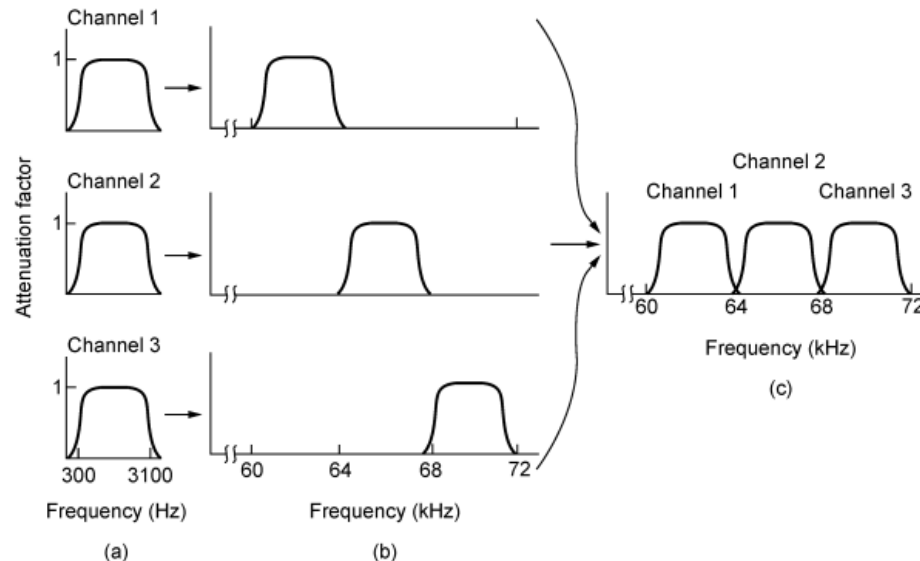 Channel 1
1
Channel 2
1
Channel 3
1
Attenuation factor
300 3100
Frequency (Hz)
(a)
60 64 68 72
Frequency (kHz)
(b)
Channel 2
Channel 1 Channel 3
60 64 68 72
Frequency (kHz)
(c)